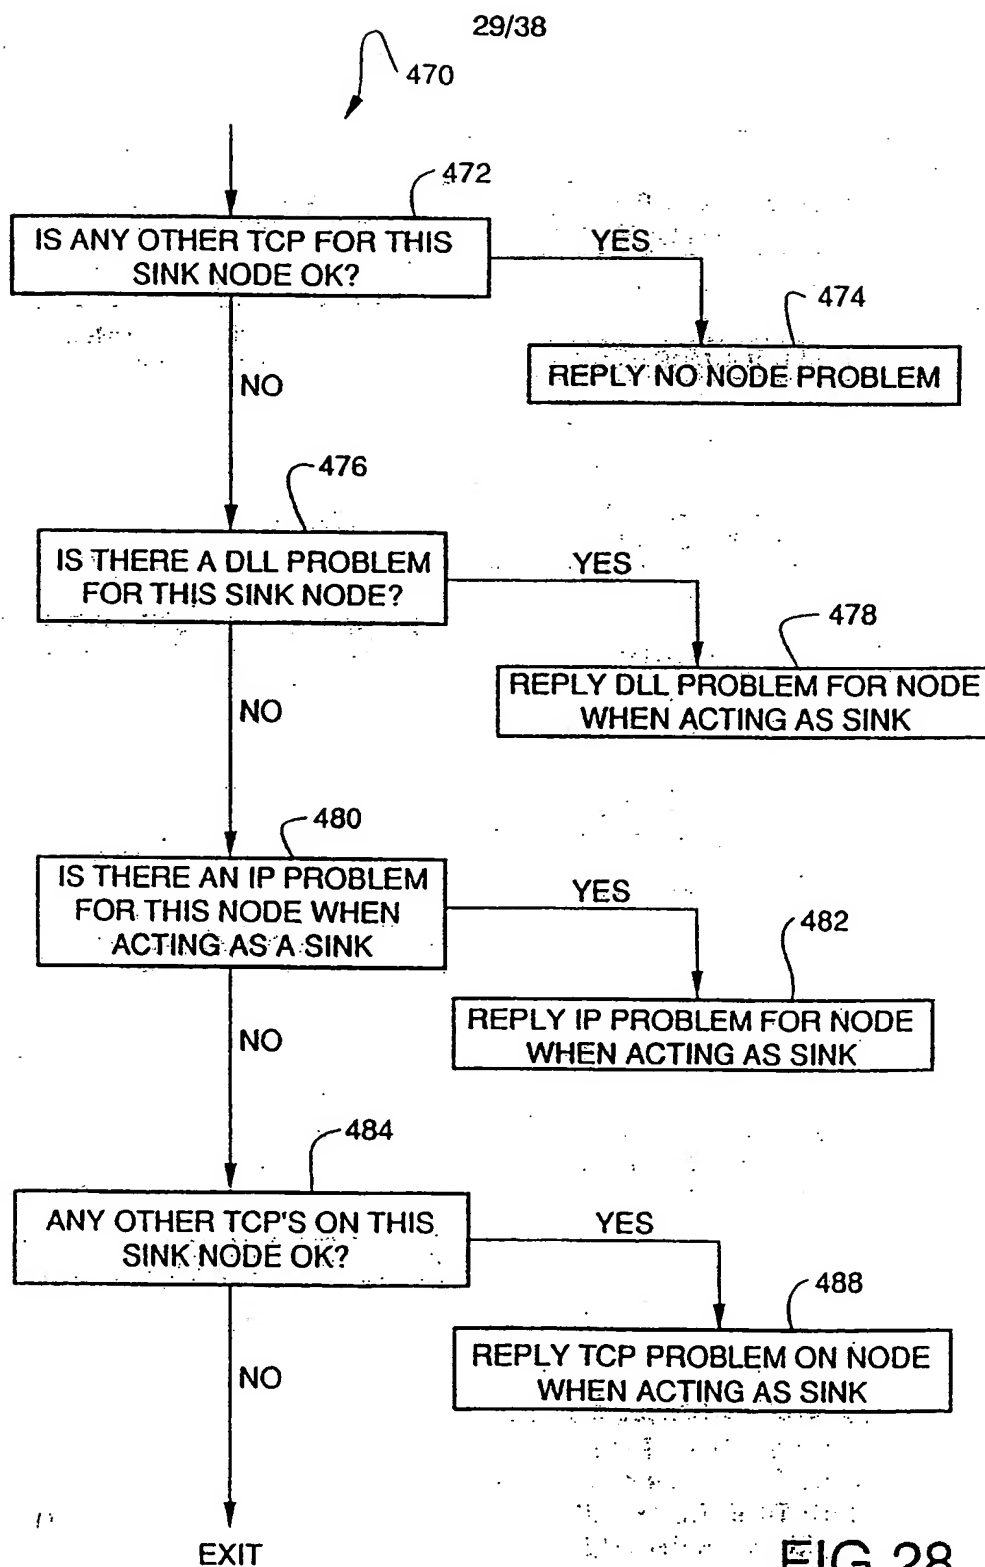 29/38
470
472
IS ANY OTHER TCP FOR THIS
SINK NODE OK?
YES
474
REPLY NO NODE PROBLEM
NO
476
IS THERE A DLL PROBLEM
FOR THIS SINK NODE?
YES
478
REPLY DLL PROBLEM FOR NODE
WHEN ACTING AS SINK
NO
480
IS THERE AN IP PROBLEM
FOR THIS NODE WHEN
ACTING AS A SINK
YES
482
REPLY IP PROBLEM FOR NODE
WHEN ACTING AS SINK
NO
484
ANY OTHER TCP'S ON THIS
SINK NODE OK?
YES
488
REPLY TCP PROBLEM ON NODE
WHEN ACTING AS SINK
NO
EXIT
FIG 28